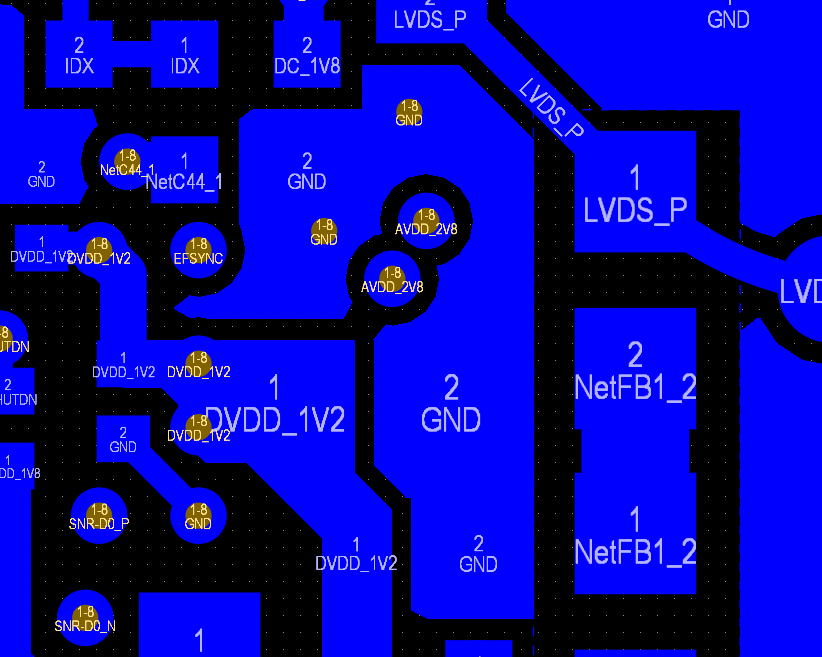 2
LVDS_P
1
GND
2
IDX
1
IDX
2
DC_1V8
LVDS_P
1-8
GND
1-8
NetC44_1
1
NetC44_1
2
GND
2
GND
1
LVDS_P
1
DVDD_1V2
1-8
DVDD_1V2
1-8
EFSYNC
1-8
GND
1-8
AVDD_2V8
1-8
AVDD_2V8
LVD
-8
UTDN
1
DVDD_1V2
1-8
DVDD_1V2
1
DVDD_1V2
2
GND
2
NetFB1_2
2
HUTDN
2
GND
1-8
DVDD_1V2
1
DD_1V8
1-8
SNR-D0_P
1-8
GND
1
DVDD_1V2
2
GND
1
NetFB1_2
1-8
SNR-D0_N
1